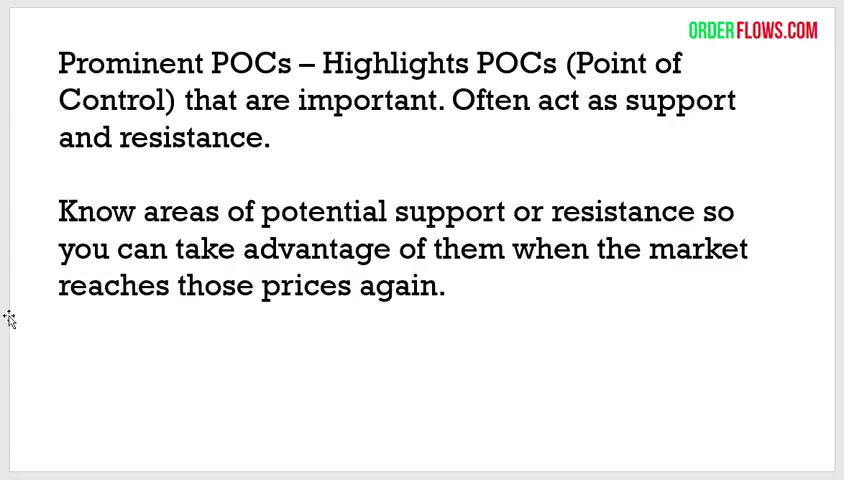 ORDERFLOWS.COM
Prominent POCs – Highlights POCs (Point of
Control) that are important. Often act as support
and resistance.
Know areas of potential support or resistance so
you can take advantage of them when the market
reaches those prices again.